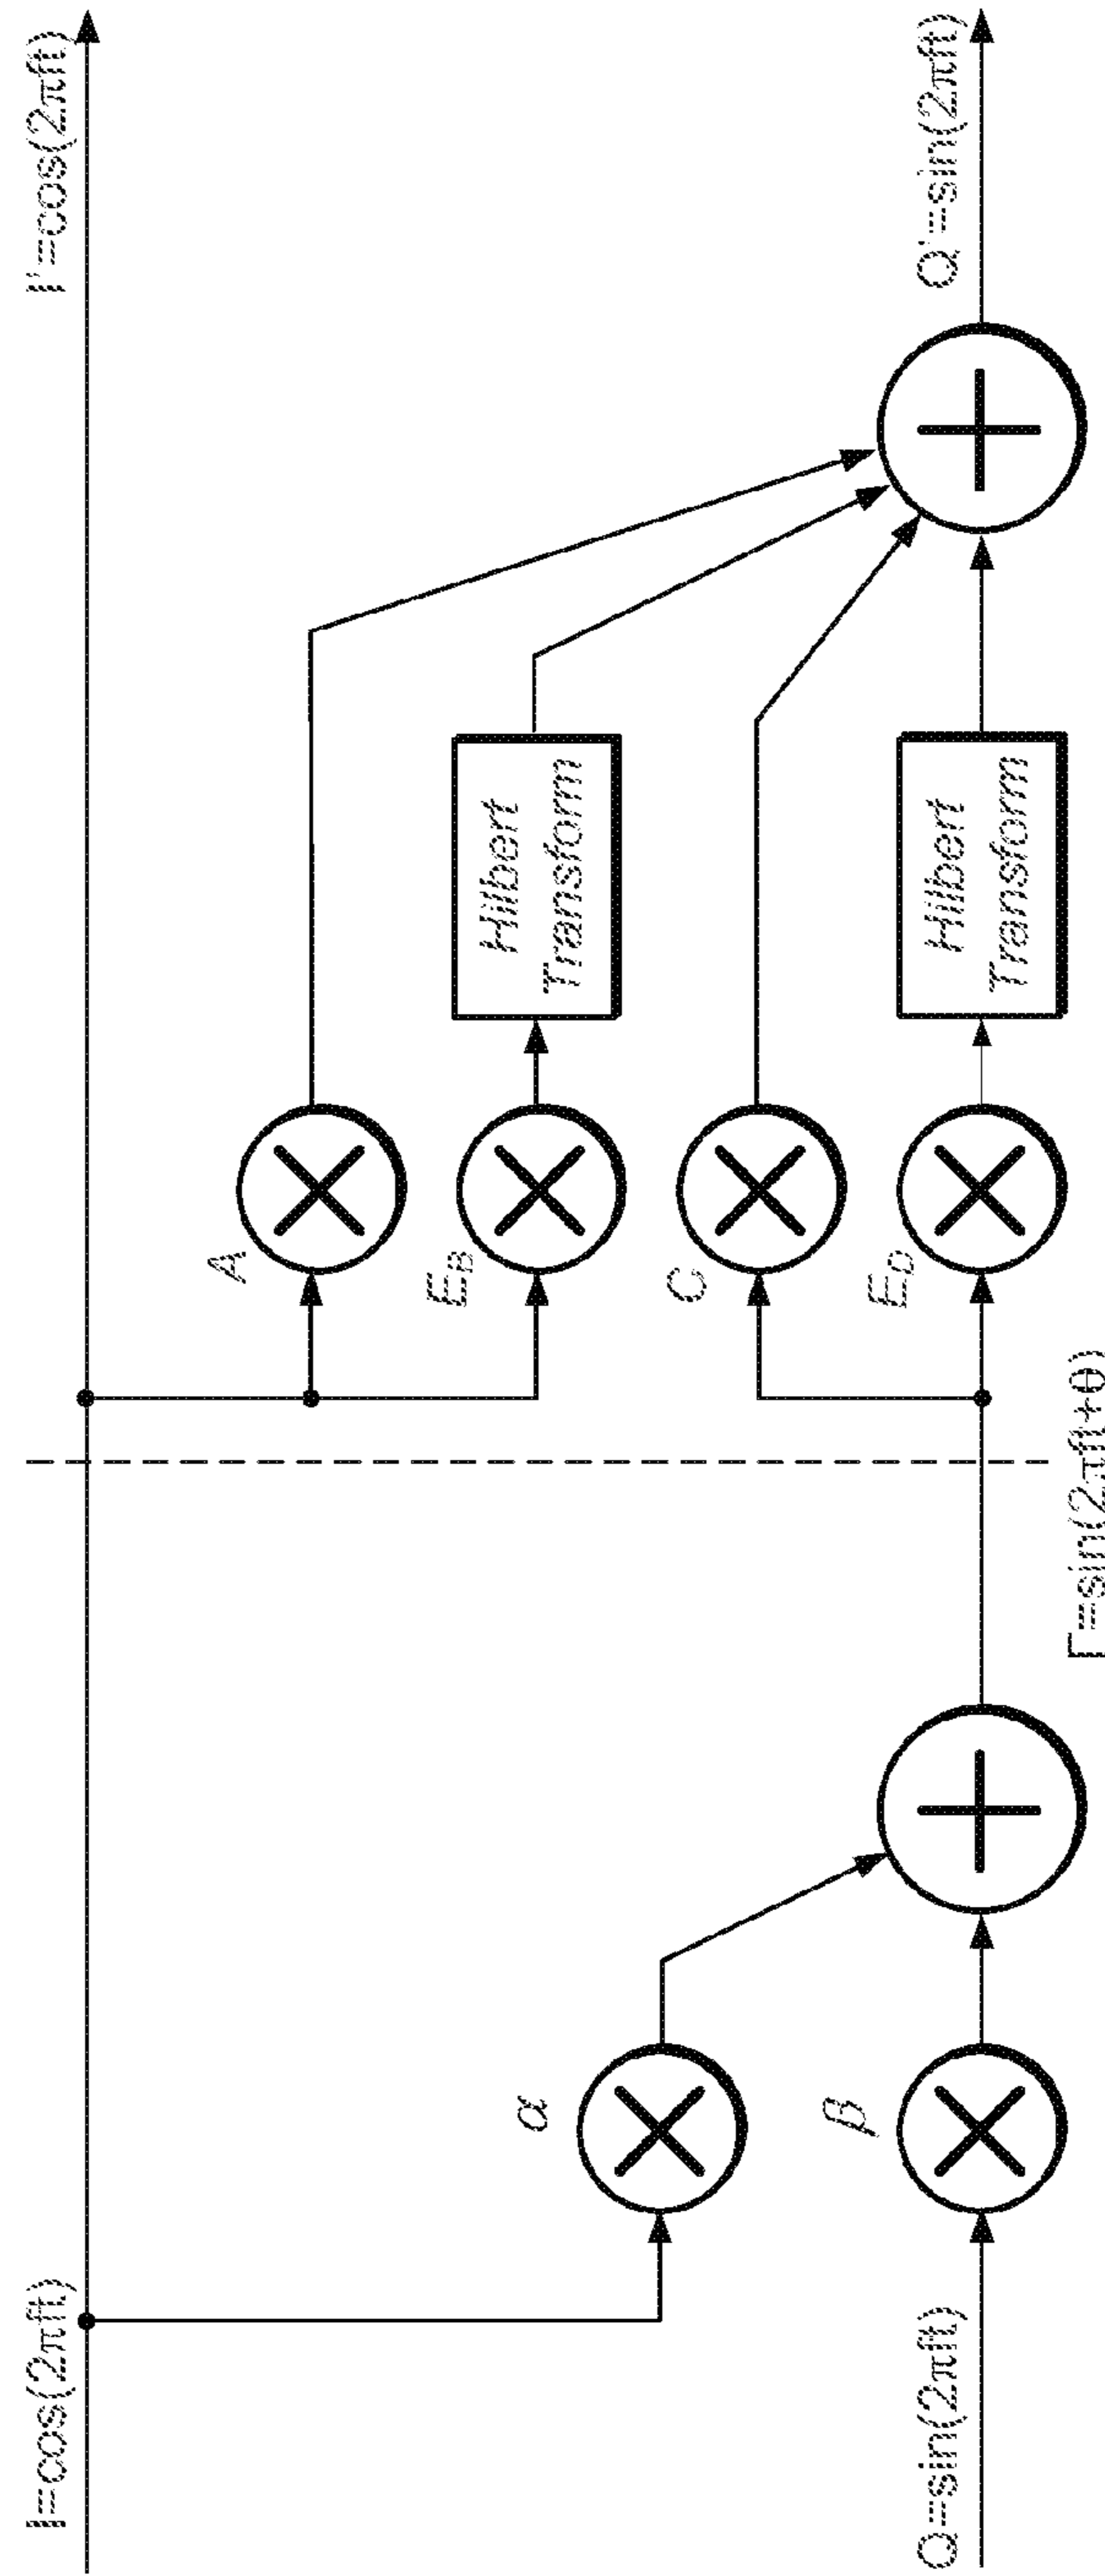 I=cos(2πft)
I'=cos(2πft)
A
E_B
Hilbert
Transform
α
C
β
E_D
Hilbert
Transform
Q=sin(2πft)
Q'=sin(2πft)
Γ=sin(2πft+θ)